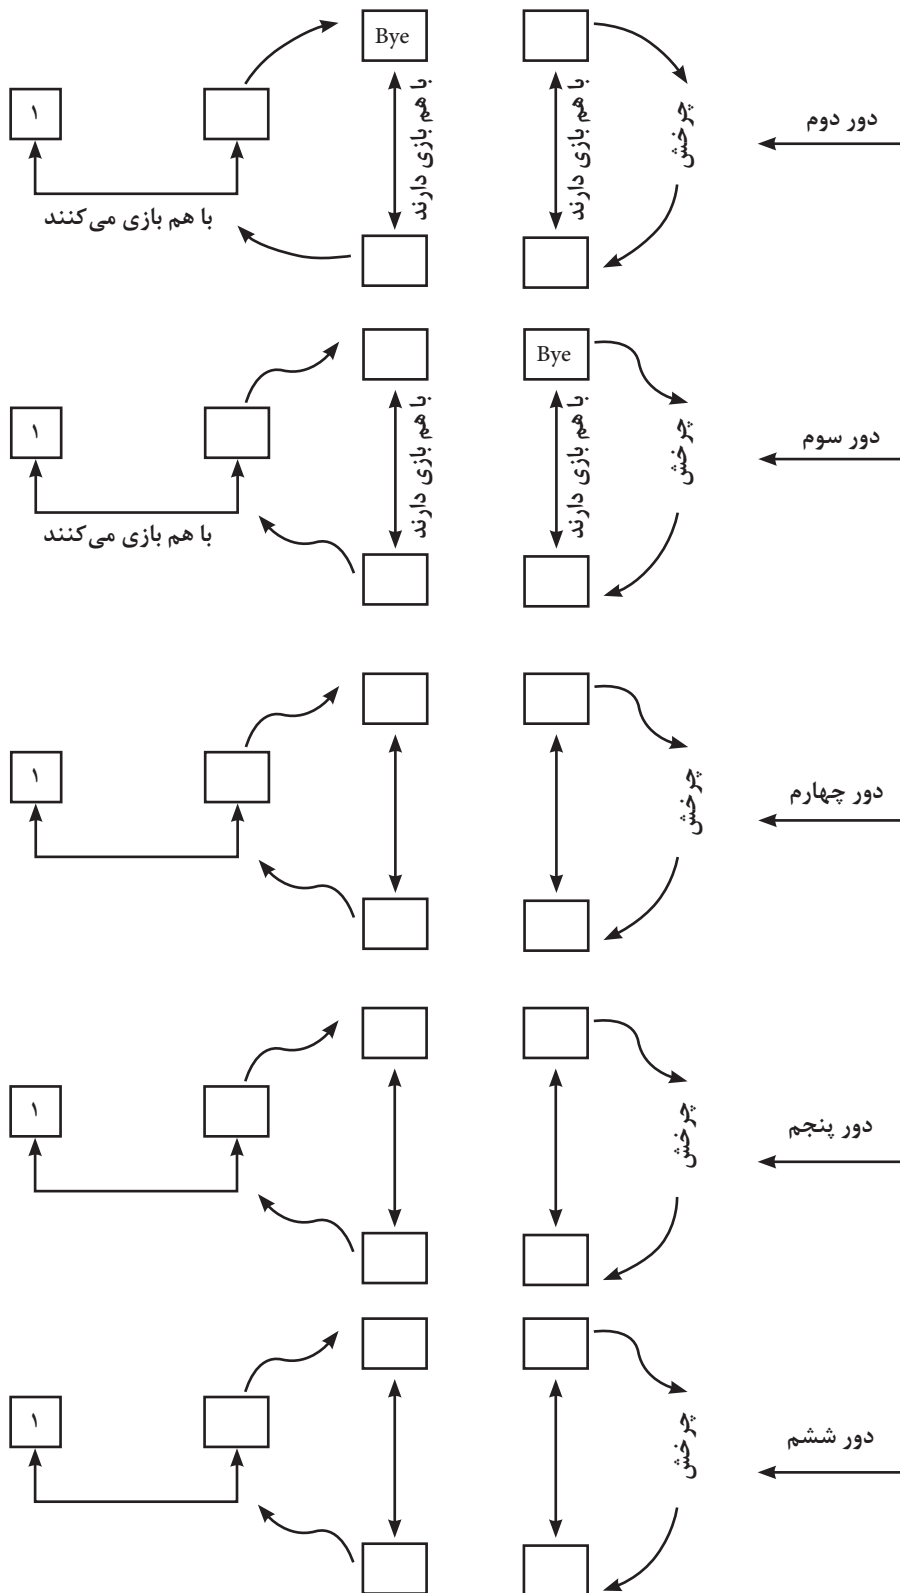 Bye
۱
با هم بازی دارند
با هم بازی دارند
چرخش
دور دوم
با هم بازی می‌کنند
Bye
۱
با هم بازی دارند
با هم بازی دارند
چرخش
دور سوم
با هم بازی می‌کنند
۱
چرخش
دور چهارم
۱
چرخش
دور پنجم
۱
چرخش
دور ششم